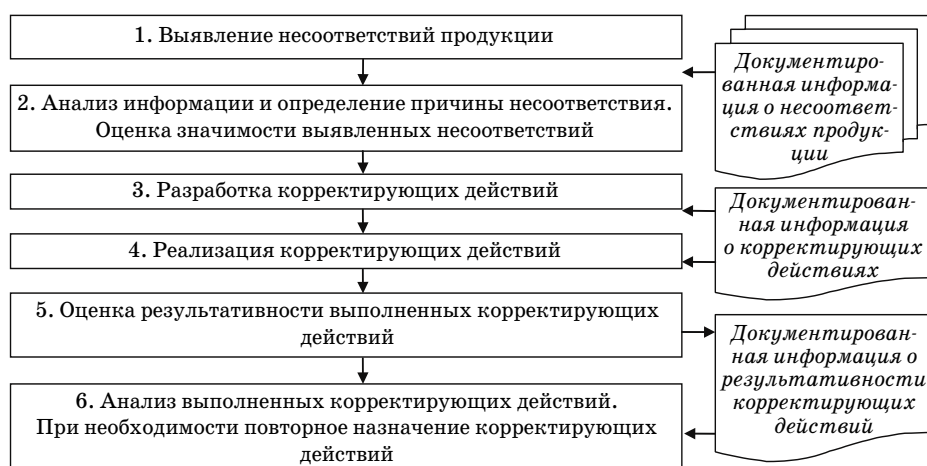 1. Выявление несоответствий продукции
2. Анализ информации и определение причины несоответствия.
Оценка значимости выявленных несоответствий
3. Разработка корректирующих действий
4. Реализация корректирующих действий
5. Оценка результативности выполненных корректирующих
действий
6. Анализ выполненных корректирующих действий.
При необходимости повторное назначение корректирующих
действий
Документиро-
ванная информа-
ция о несоответ-
ствиях продук-
ции
Документирован-
ная информация
о корректирующих
действиях
Документирован-
ная информация о
результативности
корректирующих
действий